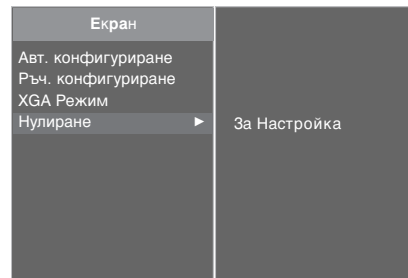 Екран
Авт. конфигуриране
Ръч. конфигуриране
XGA Режим
Нулиране ►
За Настройка